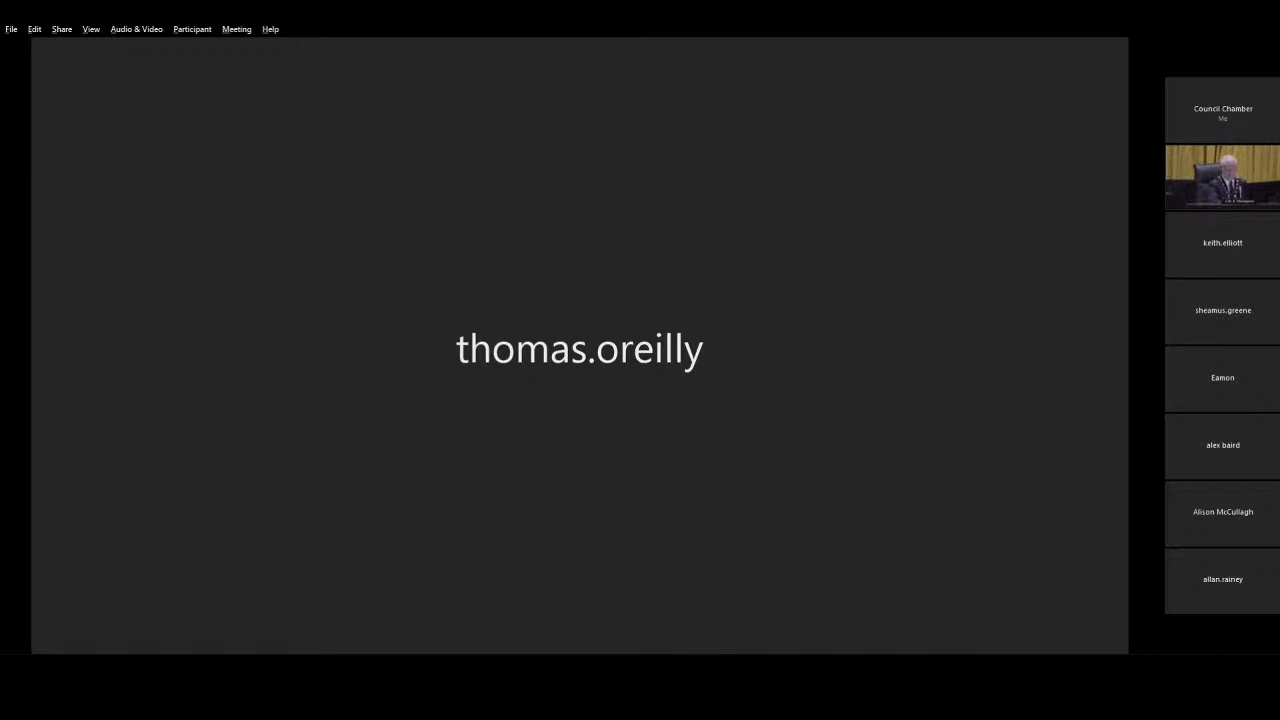 File Edit Share View Audio & Video Participant Meeting Help
thomas.oreilly
Council Chamber
Me
keith.elliott
sheamus.greene
Eamon
alex baird
Alison McCullagh
allan.rainey